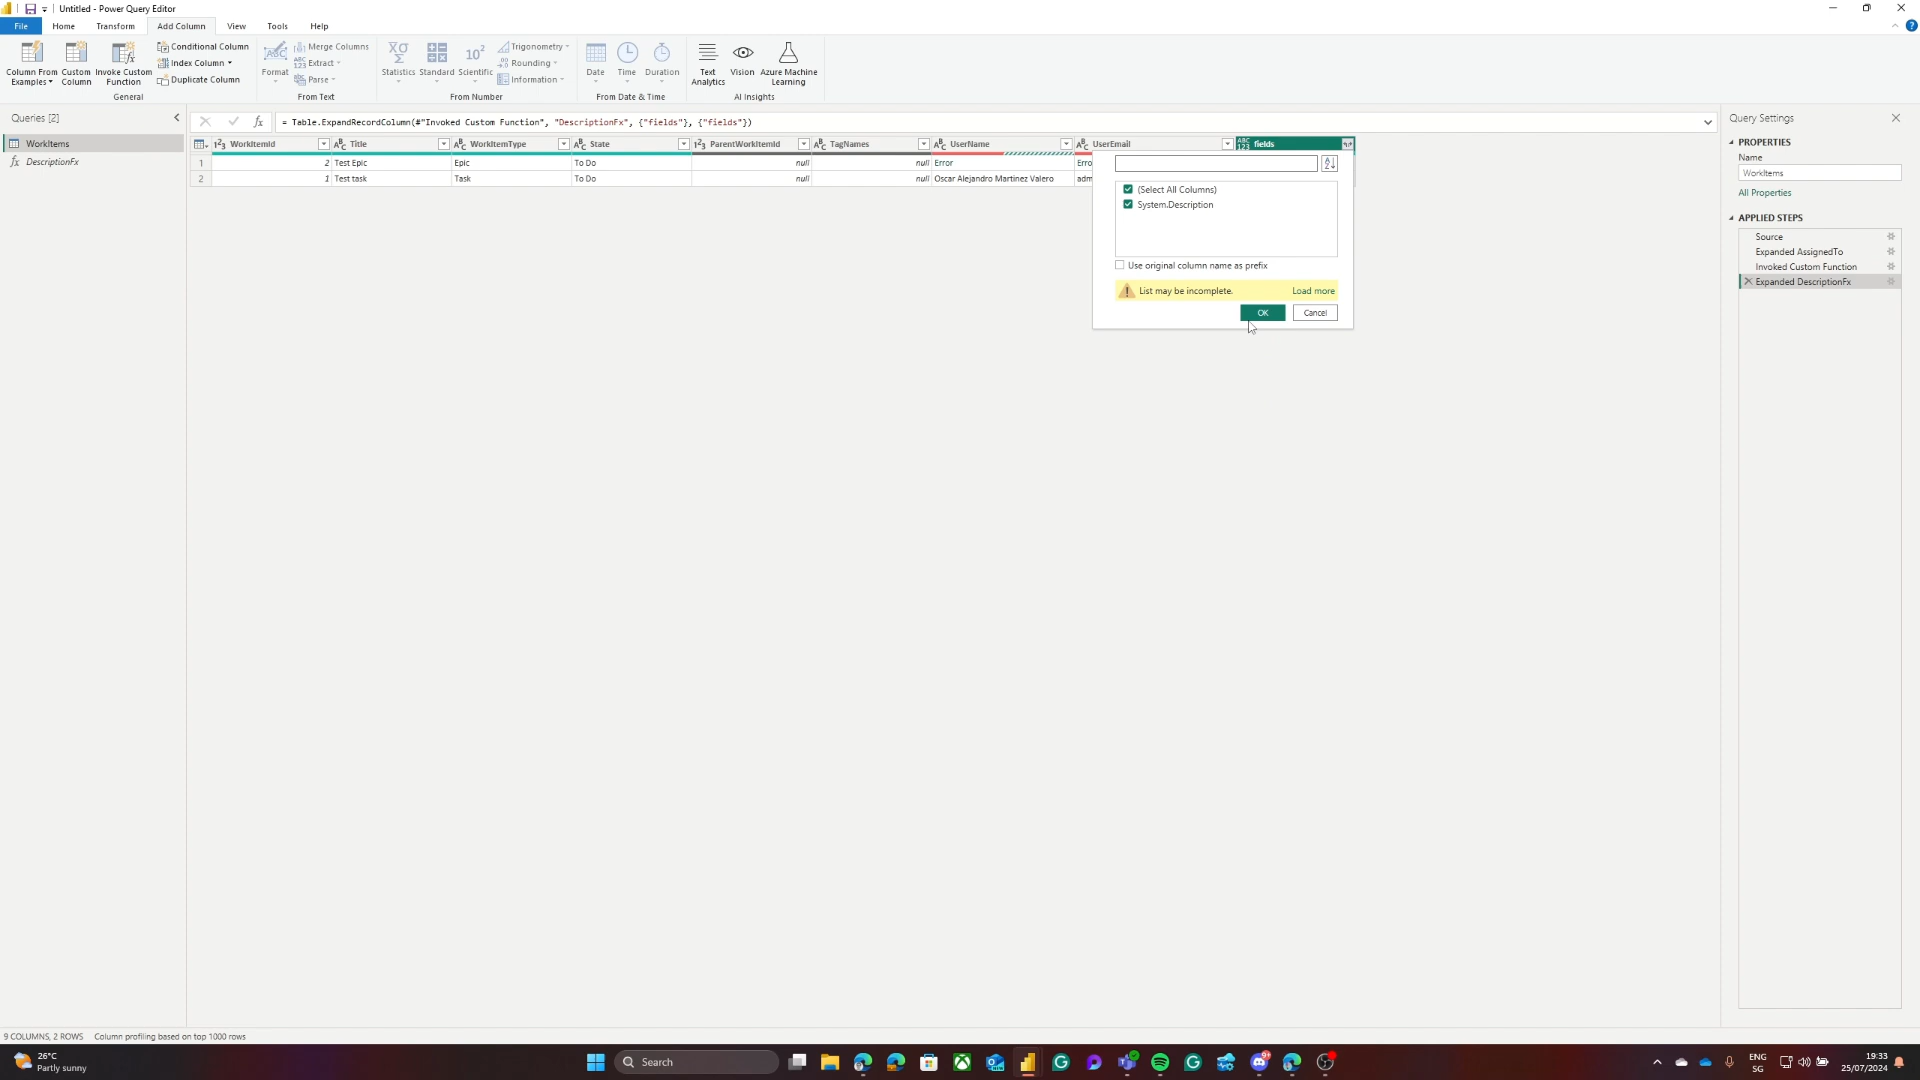 Untitled - Power Query Editor
File Home Transform Add Column View Tools Help
Column From Examples
Custom Column
Invoke Custom Function
Conditional Column
Index Column
Duplicate Column
General
Format
Merge Columns
Extract
Parse
From Text
Statistics
Standard
Scientific
Trigonometry
Rounding
Information
From Number
Date
Time
Duration
From Date & Time
Text Analytics
Vision
Azure Machine Learning
AI Insights
Queries [2]
WorkItems
DescriptionFx
= Table.ExpandRecordColumn(#"Invoked Custom Function", "DescriptionFx", {"fields"}, {"fields"})
WorkItemId Title WorkItemType State ParentWorkItemId TagNames UserName UserEmail fields
1 2 Test Epic Epic To Do null null Error Erro
2 1 Test task Task To Do null null Oscar Alejandro Martinez Valero adm
(Select All Columns)
System.Description
Use original column name as prefix
List may be incomplete. Load more
OK Cancel
Query Settings
PROPERTIES
Name
WorkItems
All Properties
APPLIED STEPS
Source
Expanded AssignedTo
Invoked Custom Function
Expanded DescriptionFx
9 COLUMNS, 2 ROWS Column profiling based on top 1000 rows
26°C
Partly sunny
Search
ENG
SG
19:33
25/07/2024